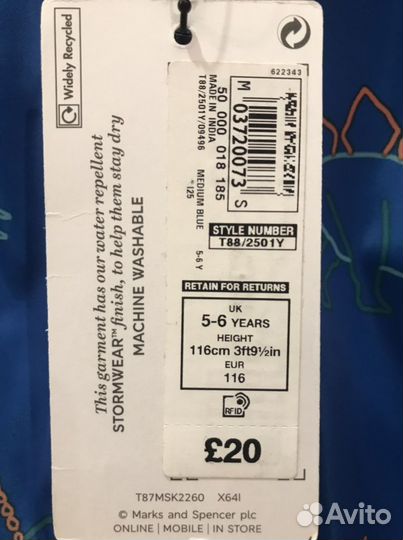 Widely Recycled
This garment has our water repellent
STORMWEAR™ finish, to help them stay dry
MACHINE WASHABLE
622343
M 03720073 S
50 000 018 185
MADE IN INDIA
T88/2501Y/09496
MEDIUM BLUE
5-6 Y
STYLE NUMBER
T88/2501Y
RETAIN FOR RETURNS
UK
5-6 YEARS
HEIGHT
116cm 3ft9½in
EUR
116
RFID
£20
T87MSK2260 X64I
© Marks and Spencer plc
ONLINE | MOBILE | IN STORE
Avito